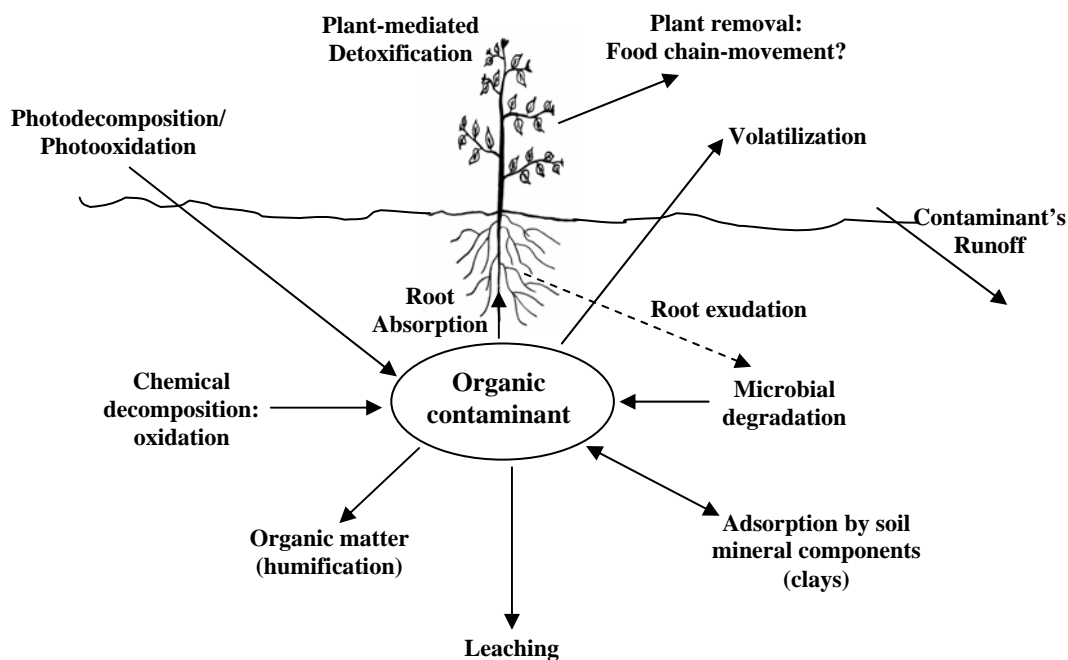 Plant-mediated
Detoxification
Plant removal:
Food chain-movement?
Photodecomposition/
Photooxidation
Volatilization
Contaminant's
Runoff
Root
Absorption
Root exudation
Chemical
decomposition:
oxidation
Organic
contaminant
Microbial
degradation
Organic matter
(humification)
Adsorption by soil
mineral components
(clays)
Leaching